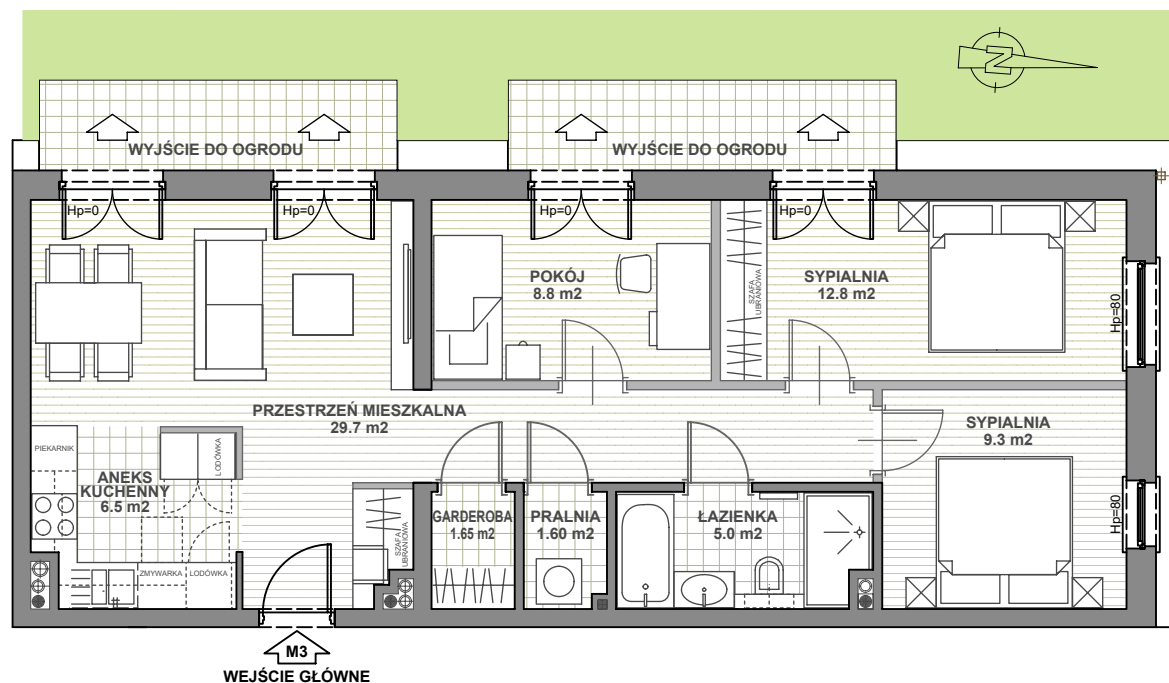 N
WYJŚCIE DO OGRODU
WYJŚCIE DO OGRODU
Hp=0
Hp=0
Hp=0
Hp=0
POKÓJ
8.8 m2
SZAFA
UBRANIOWA
SYPIALNIA
12.8 m2
Hp=80
PRZESTRZEŃ MIESZKALNA
29.7 m2
SYPIALNIA
9.3 m2
PIEKARNIK
LODÓWKA
ANEKS
KUCHENNY
6.5 m2
ZMYWARKA
LODÓWKA
SZAFA
UBRANIOWA
GARDEROBA
1.65 m2
PRALNIA
1.60 m2
ŁAZIENKA
5.0 m2
Hp=80
M3
WEJŚCIE GŁÓWNE